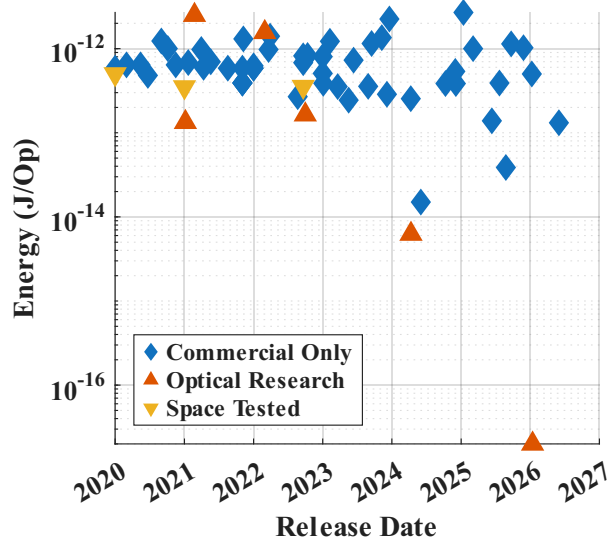 Energy (J/Op)
10⁻¹²
10⁻¹⁴
10⁻¹⁶
Commercial Only
Optical Research
Space Tested
2020 2021 2022 2023 2024 2025 2026 2027
Release Date